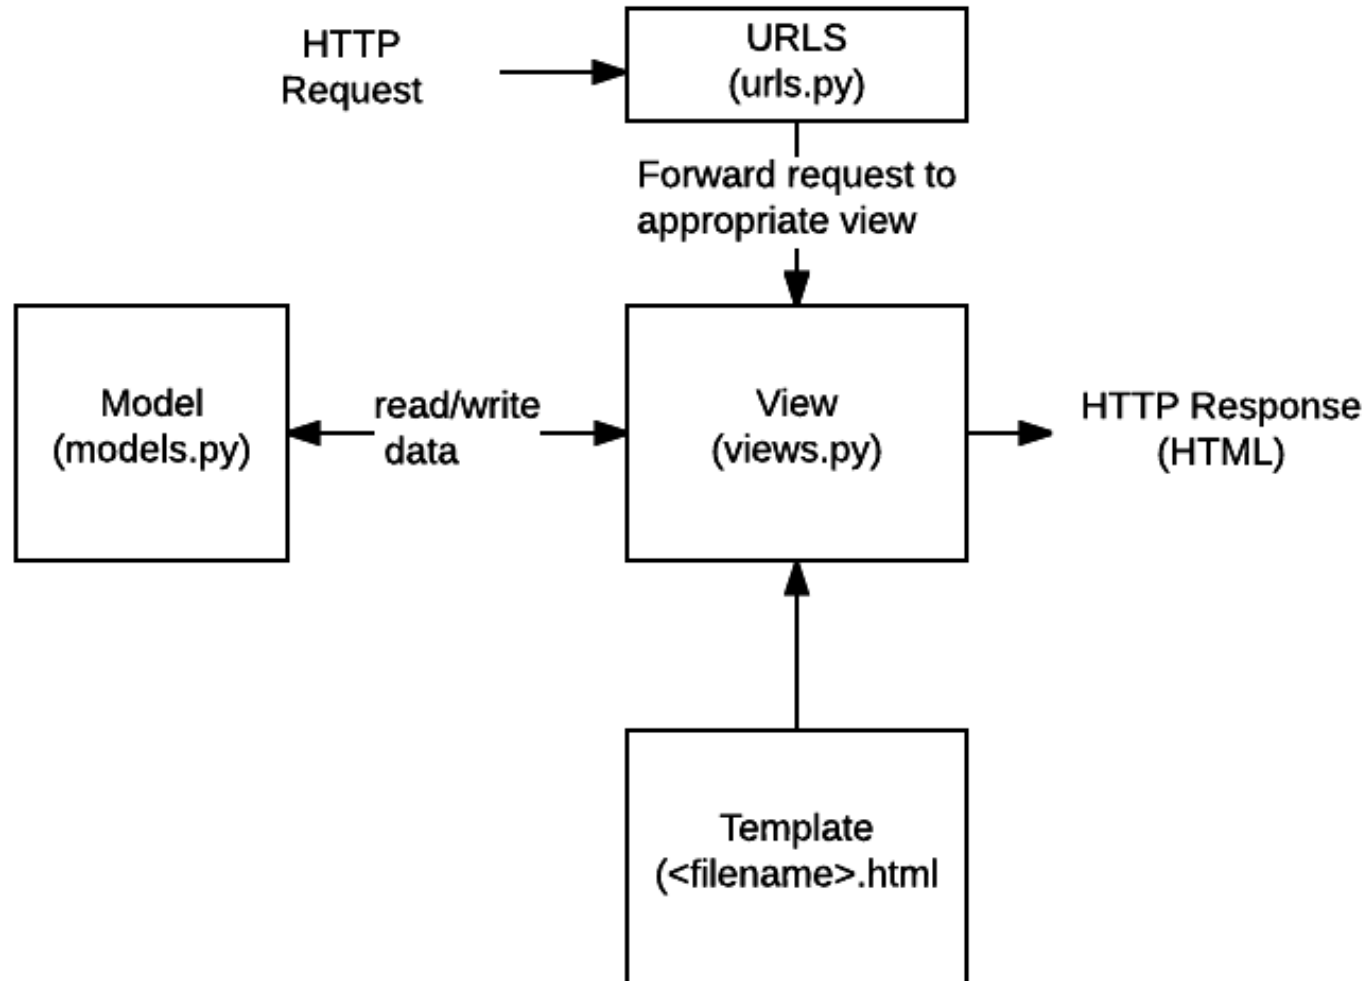 HTTP
Request
URLS
(urls.py)
Forward request to
appropriate view
Model
(models.py)
read/write
data
View
(views.py)
HTTP Response
(HTML)
Template
(<filename>.html